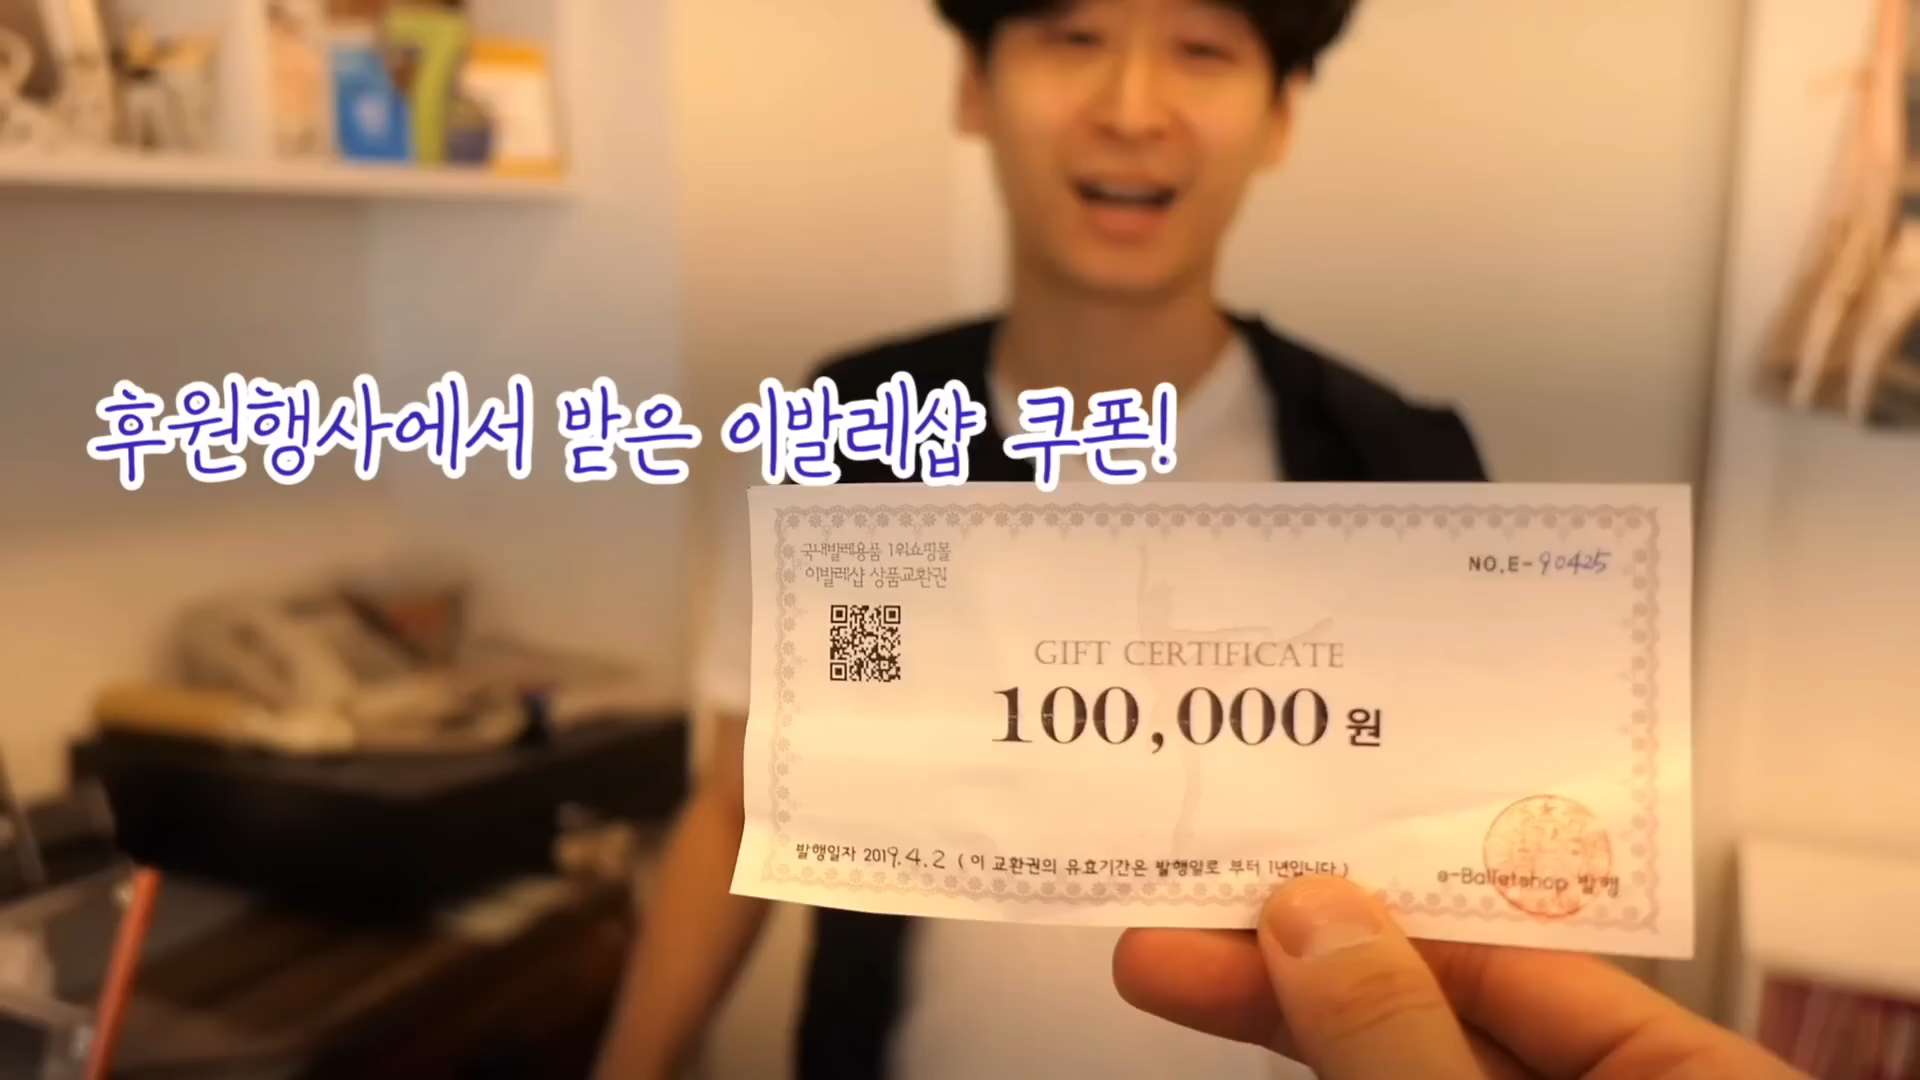 후원행사에서 받은 이발레샵 쿠폰!
국내발레용품 1위쇼핑몰
이발레샵 상품교환권
NO.E-90425
GIFT CERTIFICATE
100,000 원
발행일자 2019.4.2 ( 이 교환권의 유효기간은 발행일로 부터 1년입니다.)
e-Balletshop 발행
7